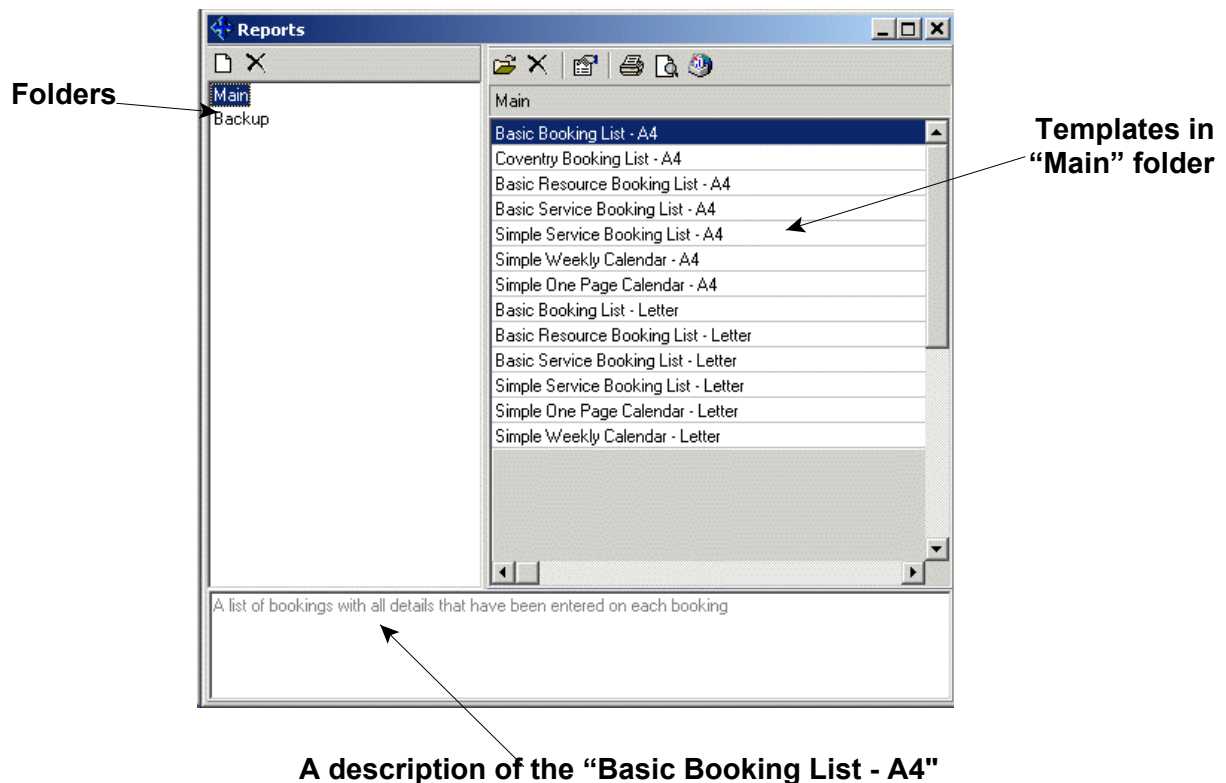 Reports
Folders
Main
Backup
Main
Basic Booking List - A4
Coventry Booking List - A4
Basic Resource Booking List - A4
Basic Service Booking List - A4
Simple Service Booking List - A4
Simple Weekly Calendar - A4
Simple One Page Calendar - A4
Basic Booking List - Letter
Basic Resource Booking List - Letter
Basic Service Booking List - Letter
Simple Service Booking List - Letter
Simple One Page Calendar - Letter
Simple Weekly Calendar - Letter
Templates in
“Main” folder
A list of bookings with all details that have been entered on each booking
A description of the “Basic Booking List - A4"